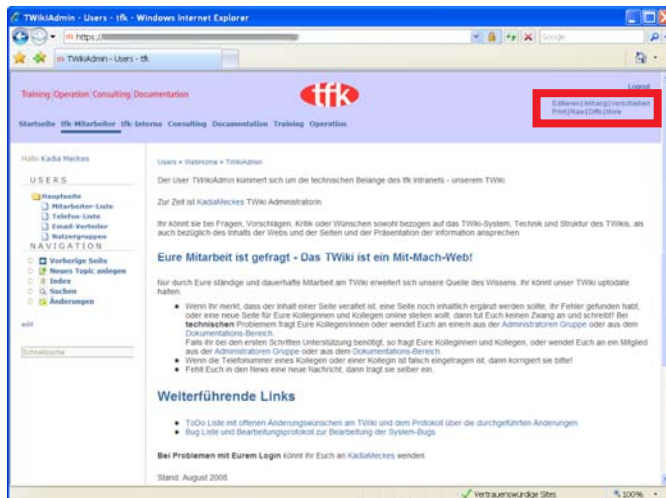 TWikiAdmin - Users - tfk - Windows Internet Explorer
https://
Google
TWikiAdmin - Users - tfk
Training|Operation|Consulting|Documentation
tfk
Logout
Editieren|Anhang|Verschieben
Print|Raw|Diffs|More
Startseite tfk-Mitarbeiter tfk-Interna Consulting Documentation Training Operation
Hallo Kadia Meckes
USERS
Hauptseite
Mitarbeiter-Liste
Telefon-Liste
Email-Verteiler
Nutzergruppen
NAVIGATION
Vorherige Seite
Neues Topic anlegen
Index
Suchen
Änderungen
edit
Schnellsuche
Users » WebHome » TWikiAdmin
Der User TWikiAdmin kümmert sich um die technischen Belange des tfk Intranets - unserem TWiki.
Zur Zeit ist KadiaMeckes TWiki Administratorin.
Ihr könnt sie bei Fragen, Vorschlägen, Kritik oder Wünschen sowohl bezogen auf das TWiki-System, Technik und Struktur des TWikis, als
auch bezüglich des Inhalts der Webs und der Seiten und der Präsentation der Information ansprechen.
Eure Mitarbeit ist gefragt - Das TWiki ist ein Mit-Mach-Web!
Nur durch Eure ständige und dauerhafte Mitarbeit am TWiki erweitert sich unsere Quelle des Wissens. Ihr könnt unser TWiki uptodate
halten:
• Wenn Ihr merkt, dass der Inhalt einer Seite veraltet ist, eine Seite noch inhaltlich ergänzt werden sollte, ihr Fehler gefunden habt,
oder eine neue Seite für Eure Kolleginnen und Kollegen online stellen wollt, dann tut Euch keinen Zwang an und schreibt! Bei
technischen Problemem fragt Eure Kollegen/innen oder wendet Euch an einem aus der Administratoren Gruppe oder aus dem
Dokumentations-Bereich.
Falls ihr bei den ersten Schritten Unterstützung benötigt, so fragt Eure Kolleginnen und Kollegen, oder wendet Euch an ein Mitglied
aus der Administratoren Gruppe oder aus dem Dokumentations-Bereich.
• Wenn die Telefonummer eines Kollegen oder einer Kollegin ist falsch eingetragen ist, dann korrigiert sie bitte!
• Fehlt Euch in den News eine neue Nachricht, dann tragt sie selber ein.
Weiterführende Links
• ToDo Liste mit offenen Änderungswünschen am TWiki und dem Protokoll über die durchgeführten Änderungen
• Bug Liste und Bearbeitungsprotokoll zur Bearbeitung der System-Bugs.
Bei Problemen mit Eurem Login könnt ihr Euch an KadiaMeckes wenden.
Stand: August 2008
Vertrauenswürdige Sites
100%